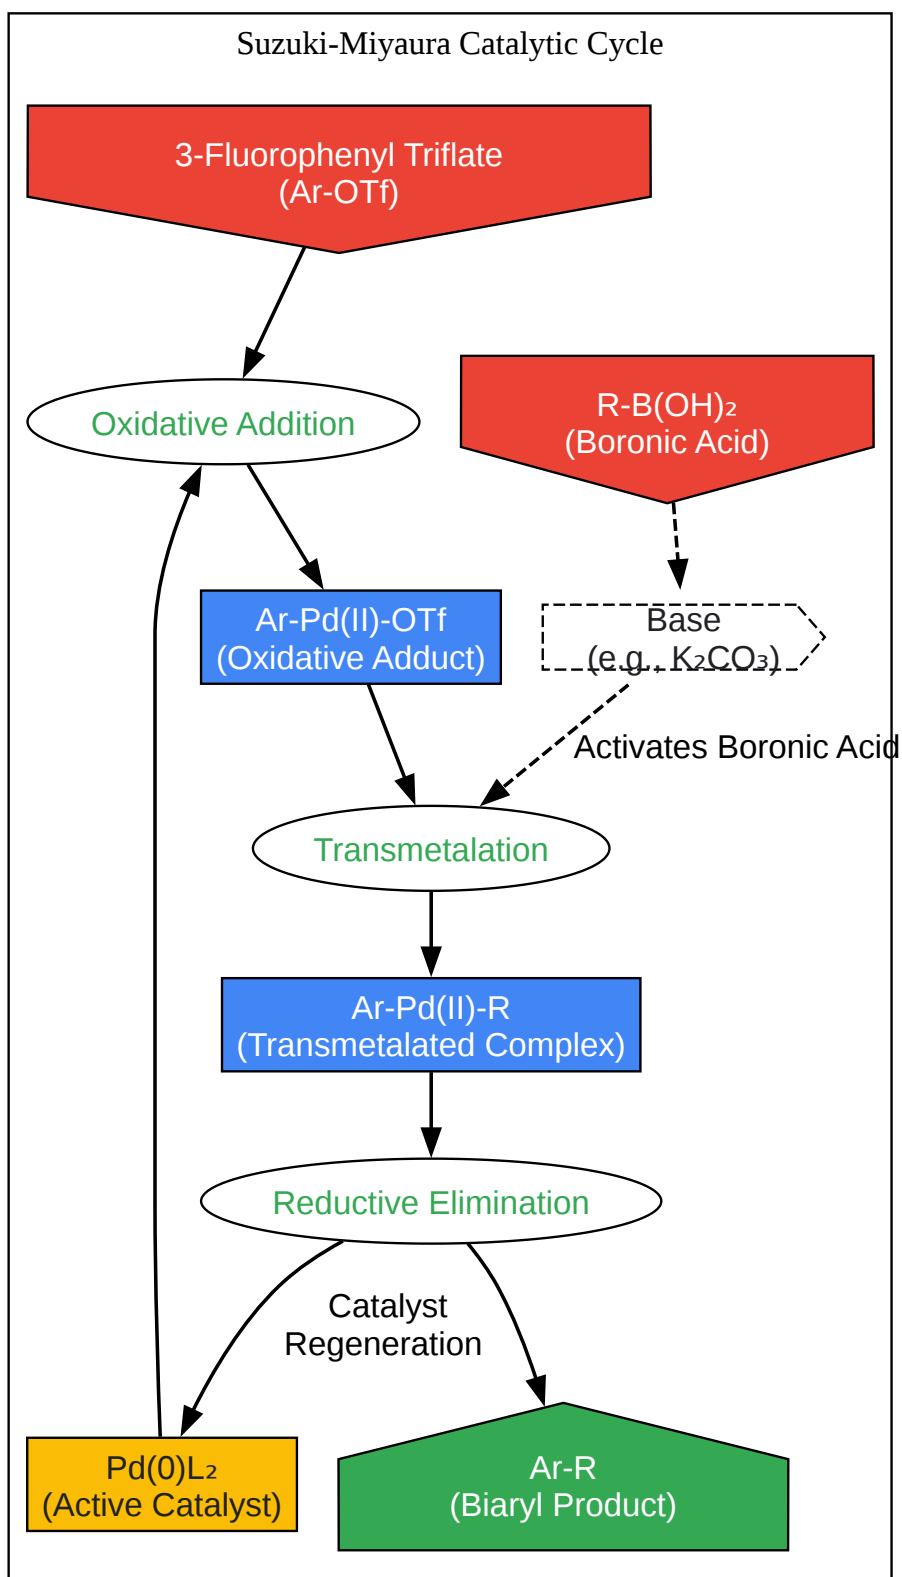 Suzuki-Miyaura Catalytic Cycle
3-Fluorophenyl Triflate
(Ar-OTf)
R-B(OH)₂
(Boronic Acid)
Oxidative Addition
Ar-Pd(II)-OTf
(Oxidative Adduct)
Base
(e.g., K₂CO₃)
Activates Boronic Acid
Transmetalation
Ar-Pd(II)-R
(Transmetalated Complex)
Reductive Elimination
Catalyst
Regeneration
Pd(0)L₂
(Active Catalyst)
Ar-R
(Biaryl Product)